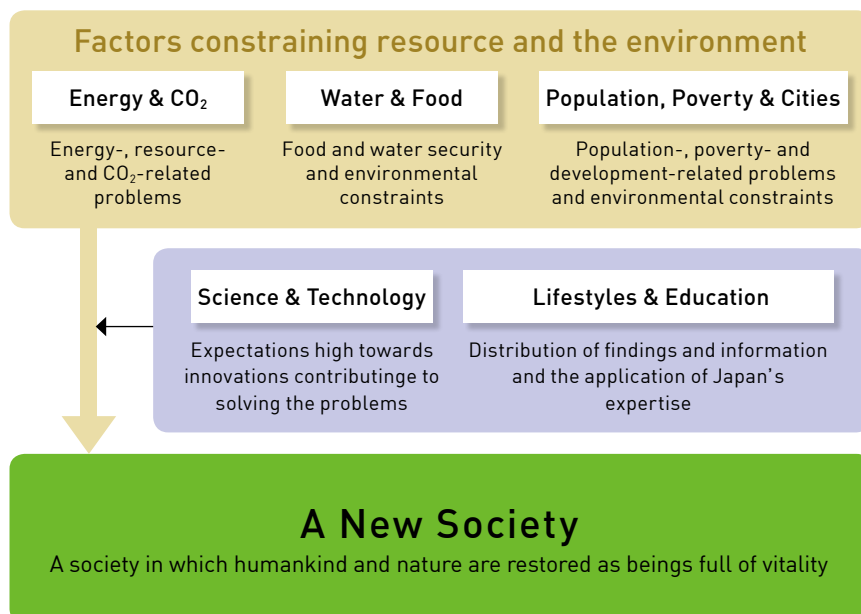 Factors constraining resource and the environment
Energy & CO₂
Energy-, resource-
and CO₂-related
problems
Water & Food
Food and water security
and environmental
constraints
Population, Poverty & Cities
Population-, poverty- and
development-related problems
and environmental constraints
Science & Technology
Expectations high towards
innovations contributinge to
solving the problems
Lifestyles & Education
Distribution of findings and information
and the application of Japan's
expertise
A New Society
A society in which humankind and nature are restored as beings full of vitality